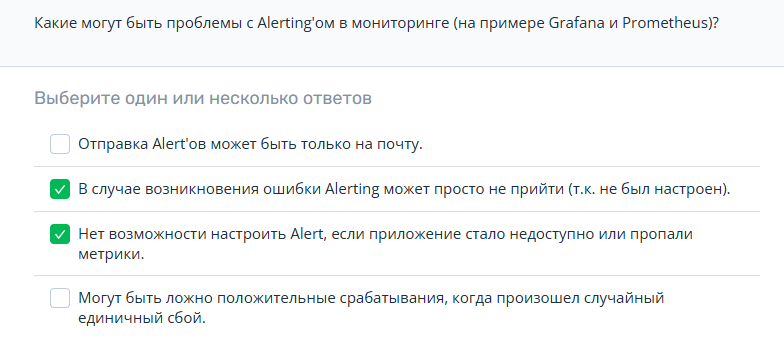 Какие могут быть проблемы с Alerting'ом в мониторинге (на примере Grafana и Prometheus)?
Выберите один или несколько ответов
Отправка Alert'ов может быть только на почту.
В случае возникновения ошибки Alerting может просто не прийти (т.к. не был настроен).
Нет возможности настроить Alert, если приложение стало недоступно или пропали
метрики.
Могут быть ложно положительные срабатывания, когда произошел случайный
единичный сбой.